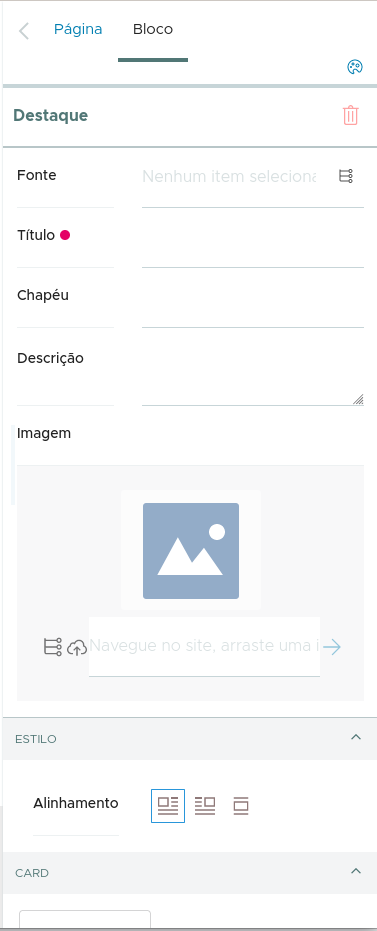 Página Bloco
Destaque
Fonte Nenhum item seleciona
Título
Chapéu
Descrição
Imagem
Navegue no site, arraste uma i
ESTILO
Alinhamento
CARD